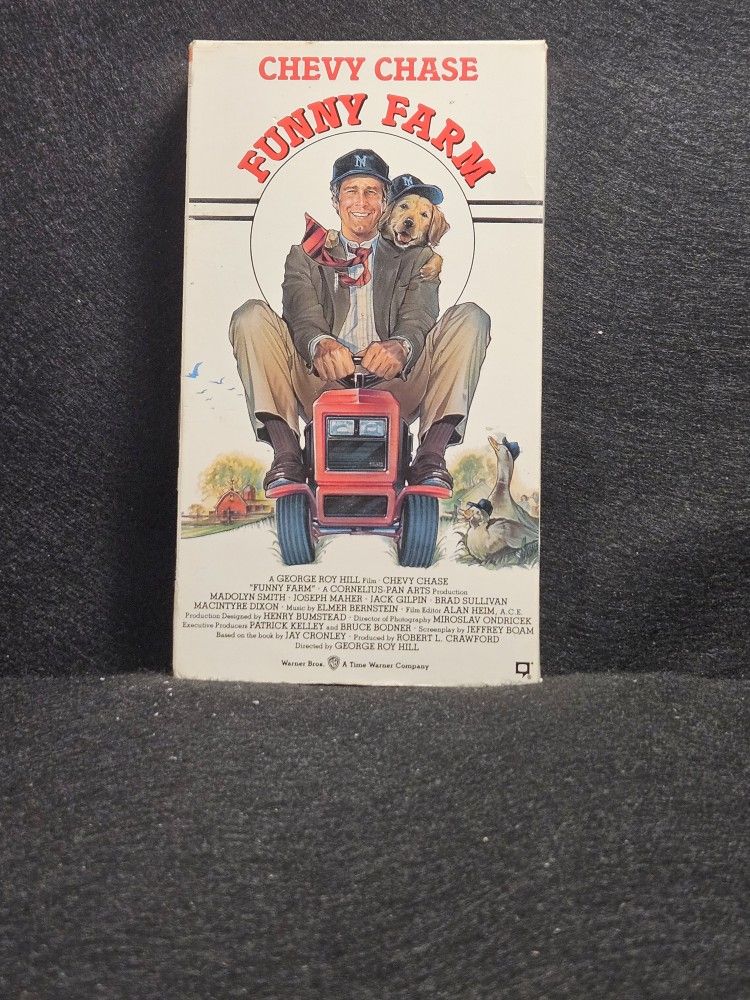 CHEVY CHASE
FUNNY FARM
NY
NY
A GEORGE ROY HILL Film · CHEVY CHASE
"FUNNY FARM" · A CORNELIUS-PAN ARTS Production
MADOLYN SMITH · JOSEPH MAHER · JACK GILPIN · BRAD SULLIVAN
MACINTYRE DIXON · Music by ELMER BERNSTEIN · Film Editor ALAN HEIM, A.C.E.
Production Designed by HENRY BUMSTEAD · Director of Photography MIROSLAV ONDRICEK
Executive Producers PATRICK KELLEY and BRUCE BODNER · Screenplay by JEFFREY BOAM
Based on the book by JAY CRONLEY · Produced by ROBERT L. CRAWFORD
Directed by GEORGE ROY HILL
Warner Bros. WB A Time Warner Company